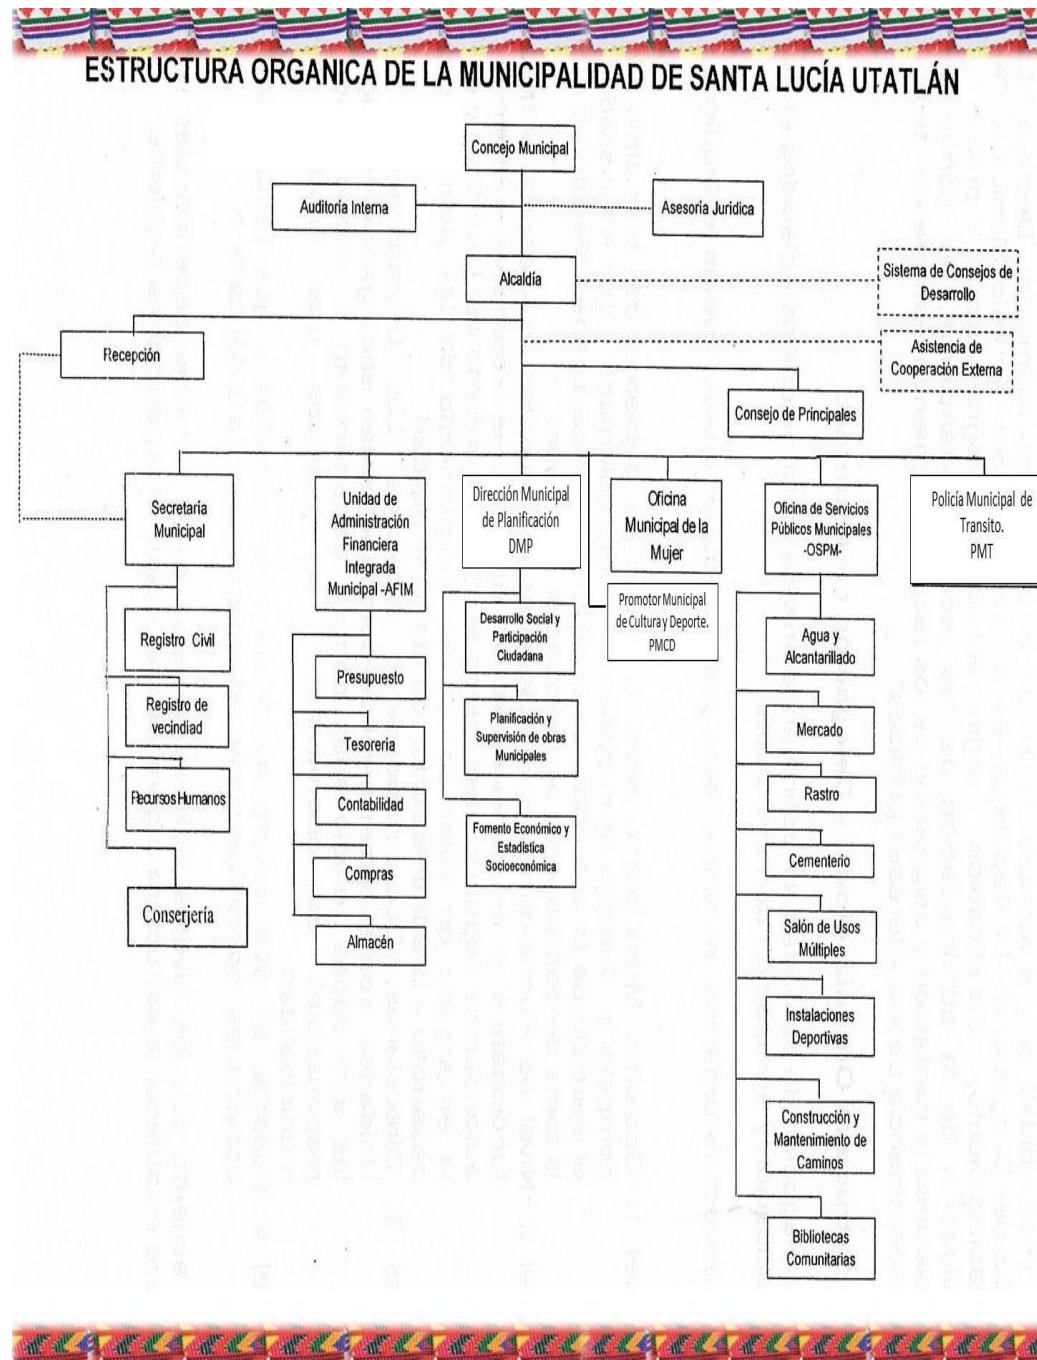 ESTRUCTURA ORGANICA DE LA MUNICIPALIDAD DE SANTA LUCÍA UTATLÁN
Concejo Municipal
Auditoría Interna
Asesoría Juridica
Alcaldía
Sistema de Consejos de
Desarrollo
Recepción
Asistencia de
Cooperación Externa
Consejo de Principales
Secretaría
Municipal
Unidad de
Administración
Financiera
Integrada
Municipal -AFIM
Dirección Municipal
de Planificación
DMP
Oficina
Municipal de la
Mujer
Oficina de Servicios
Públicos Municipales
-OSPM-
Policía Municipal de
Transito.
PMT
Promotor Municipal
de Cultura y Deporte.
PMCD
Registro Civil
Registro de
vecindiad
Recursos Humanos
Conserjería
Presupuesto
Tesoreria
Contabilidad
Compras
Almacén
Desarrollo Social y
Participación
Ciudadana
Planificación y
Supervisión de obras
Municipales
Fomento Económico y
Estadística
Socioeconómica
Agua y
Alcantarillado
Mercado
Rastro
Cementerio
Salón de Usos
Múltiples
Instalaciones
Deportivas
Construcción y
Mantenimiento de
Caminos
Bibliotecas
Comunitarias